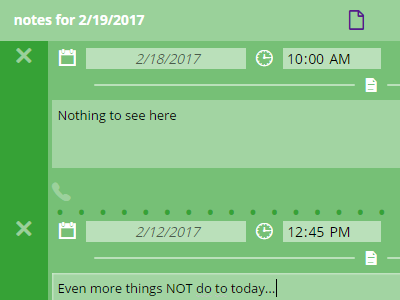 notes for 2/19/2017
2/18/2017 10:00 AM
Nothing to see here
2/12/2017 12:45 PM
Even more things NOT do to today...